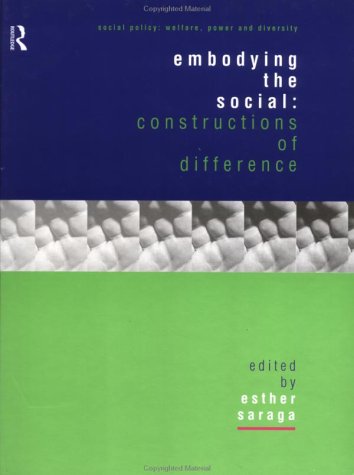 Copyrighted Material
ROUTLEDGE
social policy: welfare, power and diversity
embodying
the
social:
constructions
of
difference
edited
by
esther
saraga
Copyrighted Material